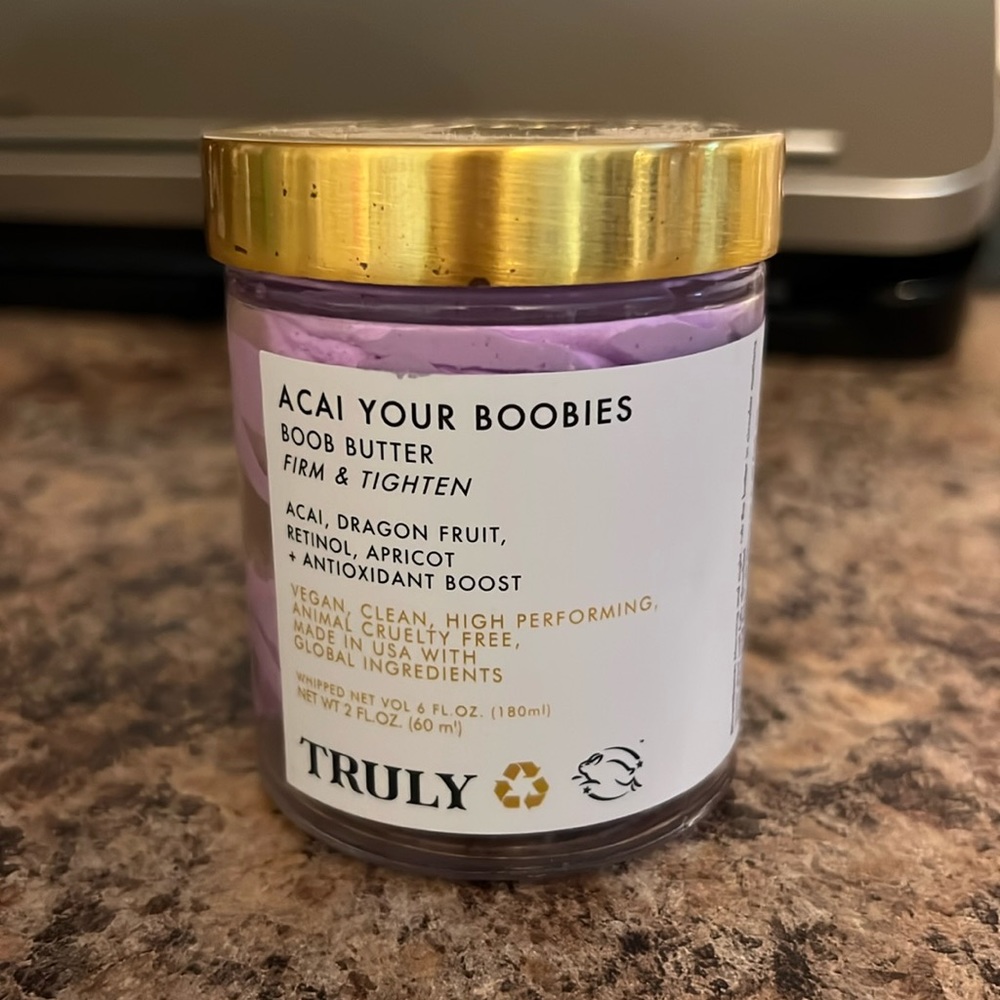 ACAI YOUR BOOBIES
BOOB BUTTER
FIRM & TIGHTEN
ACAI, DRAGON FRUIT,
RETINOL, APRICOT
+ ANTIOXIDANT BOOST
VEGAN, CLEAN, HIGH PERFORMING,
ANIMAL CRUELTY FREE,
MADE IN USA WITH
GLOBAL INGREDIENTS
WHIPPED NET VOL 6 FL.OZ. (180ml)
NET WT 2 FL.OZ. (60 ml)
TRULY